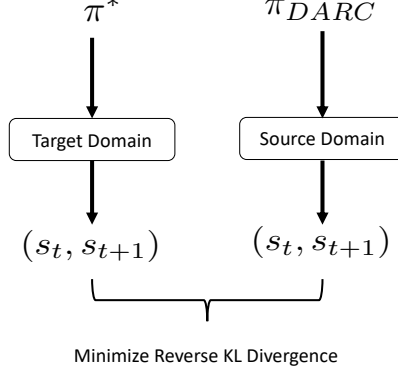 π* π_DARC
Target Domain Source Domain
(s_t, s_{t+1}) (s_t, s_{t+1})
Minimize Reverse KL Divergence